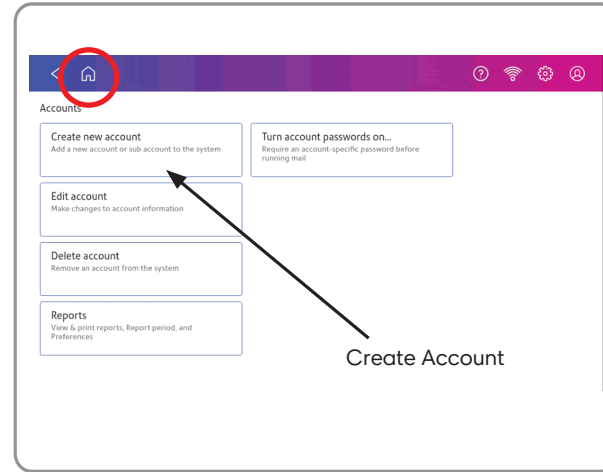 Accounts
Create new account
Add a new account or sub account to the system
Turn account passwords on...
Require an account-specific password before
running mail
Edit account
Make changes to account information
Delete account
Remove an account from the system
Reports
View & print reports, Report period, and
Preferences
Create Account